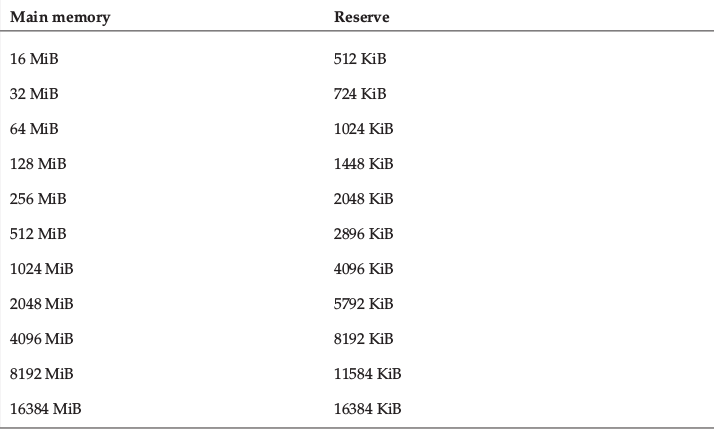 Main memory Reserve
16 MiB 512 KiB
32 MiB 724 KiB
64 MiB 1024 KiB
128 MiB 1448 KiB
256 MiB 2048 KiB
512 MiB 2896 KiB
1024 MiB 4096 KiB
2048 MiB 5792 KiB
4096 MiB 8192 KiB
8192 MiB 11584 KiB
16384 MiB 16384 KiB